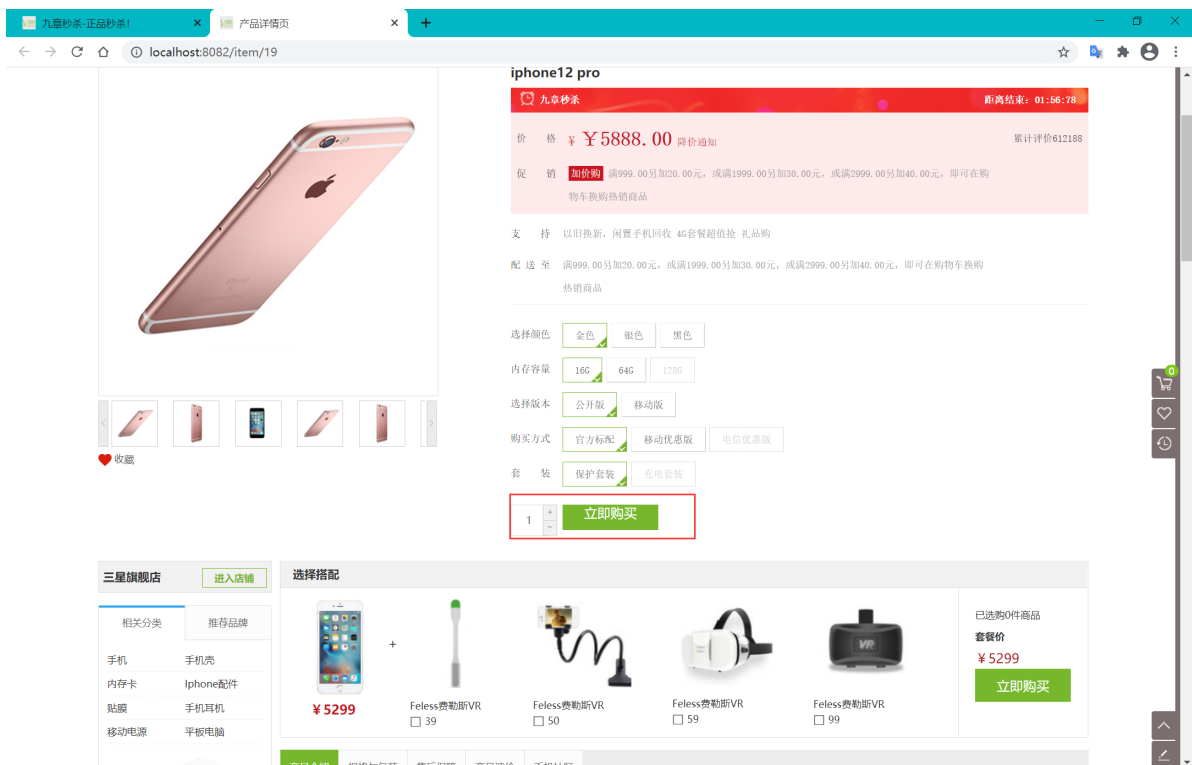 九章秒杀-正品秒杀!
产品详情页
localhost:8082/item/19
iphone12 pro
九章秒杀 距离结束：01:56:78
价 格 ¥ ￥5888.00 降价通知 累计评价612188
促 销 加价购 满999.00另加20.00元，或满1999.00另加30.00元，或满2999.00另加40.00元，即可在购
物车换购热销商品
支 持 以旧换新，闲置手机回收 4G套餐超值抢 礼品购
配 送 至 满999.00另加20.00元，或满1999.00另加30.00元，或满2999.00另加40.00元，即可在购物车换购
热销商品
选择颜色 金色 银色 黑色
内存容量 16G 64G 128G
选择版本 公开版 移动版
购买方式 官方标配 移动优惠版 电信优惠版
套 装 保护套装 充电套装
1 + - 立即购买
收藏
0
三星旗舰店 进入店铺
相关分类 推荐品牌
手机 手机壳
内存卡 Iphone配件
贴膜 手机耳机
移动电源 平板电脑
选择搭配
+
¥5299
Feless费勒斯VR
39
Feless费勒斯VR
50
Feless费勒斯VR
59
VR
Feless费勒斯VR
99
已选购0件商品
套餐价
¥5299
立即购买